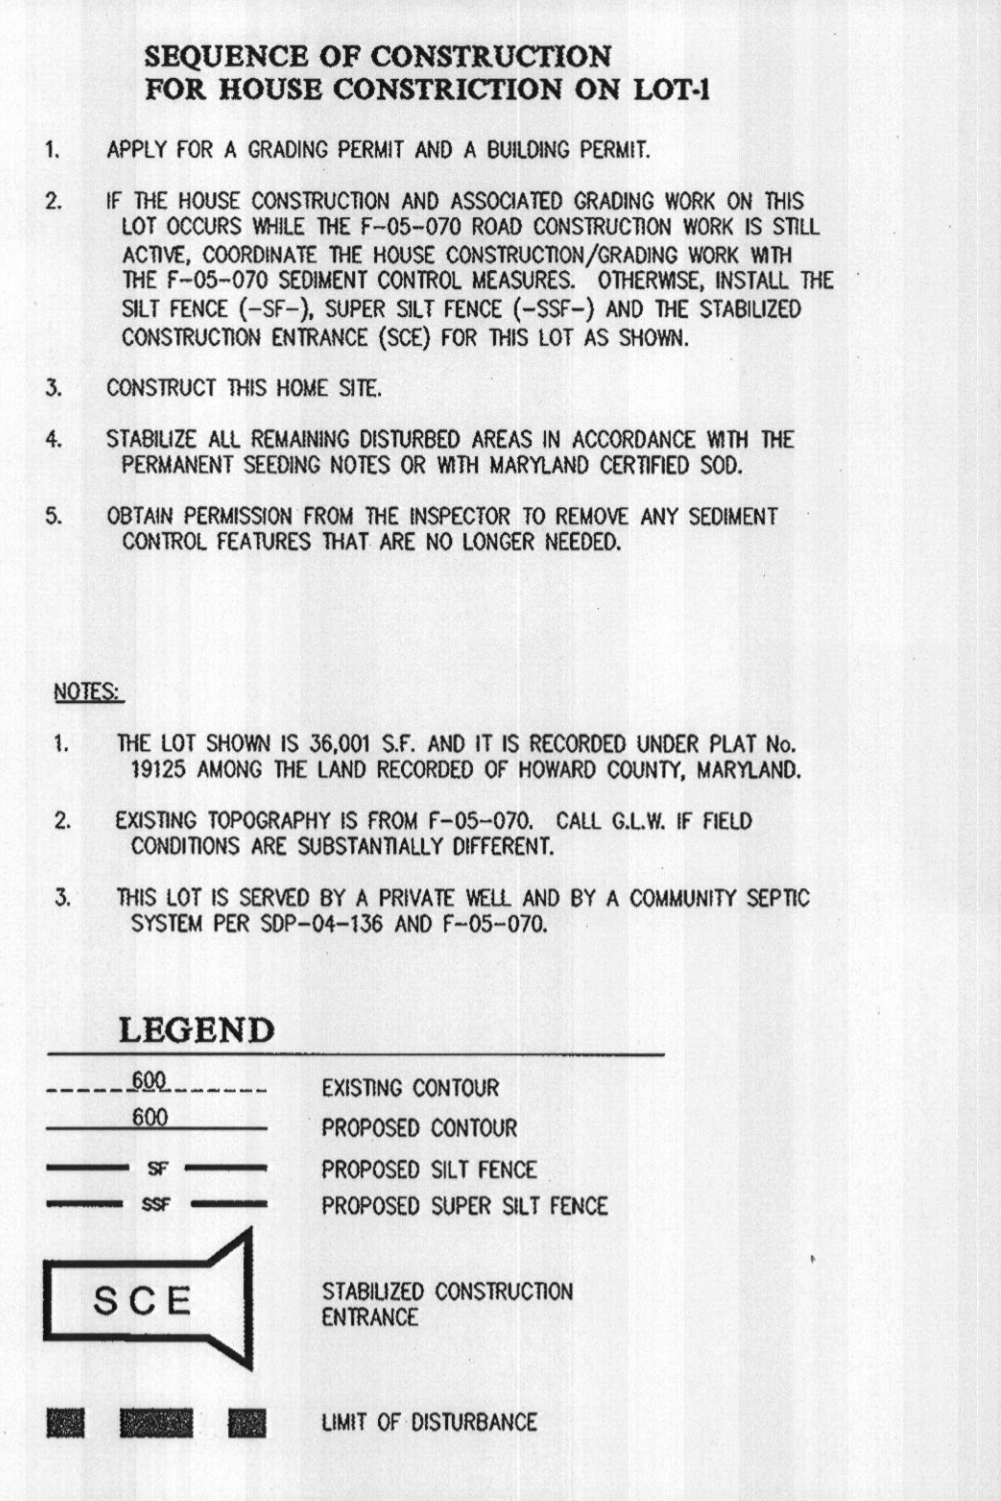 SEQUENCE OF CONSTRUCTION
FOR HOUSE CONSTRICTION ON LOT-1
1. APPLY FOR A GRADING PERMIT AND A BUILDING PERMIT.
2. IF THE HOUSE CONSTRUCTION AND ASSOCIATED GRADING WORK ON THIS
LOT OCCURS WHILE THE F-05-070 ROAD CONSTRUCTION WORK IS STILL
ACTIVE, COORDINATE THE HOUSE CONSTRUCTION/GRADING WORK WITH
THE F-05-070 SEDIMENT CONTROL MEASURES. OTHERWISE, INSTALL THE
SILT FENCE (-SF-), SUPER SILT FENCE (-SSF-) AND THE STABILIZED
CONSTRUCTION ENTRANCE (SCE) FOR THIS LOT AS SHOWN.
3. CONSTRUCT THIS HOME SITE.
4. STABILIZE ALL REMAINING DISTURBED AREAS IN ACCORDANCE WITH THE
PERMANENT SEEDING NOTES OR WITH MARYLAND CERTIFIED SOD.
5. OBTAIN PERMISSION FROM THE INSPECTOR TO REMOVE ANY SEDIMENT
CONTROL FEATURES THAT ARE NO LONGER NEEDED.
NOTES:
1. THE LOT SHOWN IS 36,001 S.F. AND IT IS RECORDED UNDER PLAT No.
19125 AMONG THE LAND RECORDED OF HOWARD COUNTY, MARYLAND.
2. EXISTING TOPOGRAPHY IS FROM F-05-070. CALL G.L.W. IF FIELD
CONDITIONS ARE SUBSTANTIALLY DIFFERENT.
3. THIS LOT IS SERVED BY A PRIVATE WELL AND BY A COMMUNITY SEPTIC
SYSTEM PER SDP-04-136 AND F-05-070.
LEGEND
600 EXISTING CONTOUR
600 PROPOSED CONTOUR
SF PROPOSED SILT FENCE
SSF PROPOSED SUPER SILT FENCE
SCE STABILIZED CONSTRUCTION
ENTRANCE
LIMIT OF DISTURBANCE